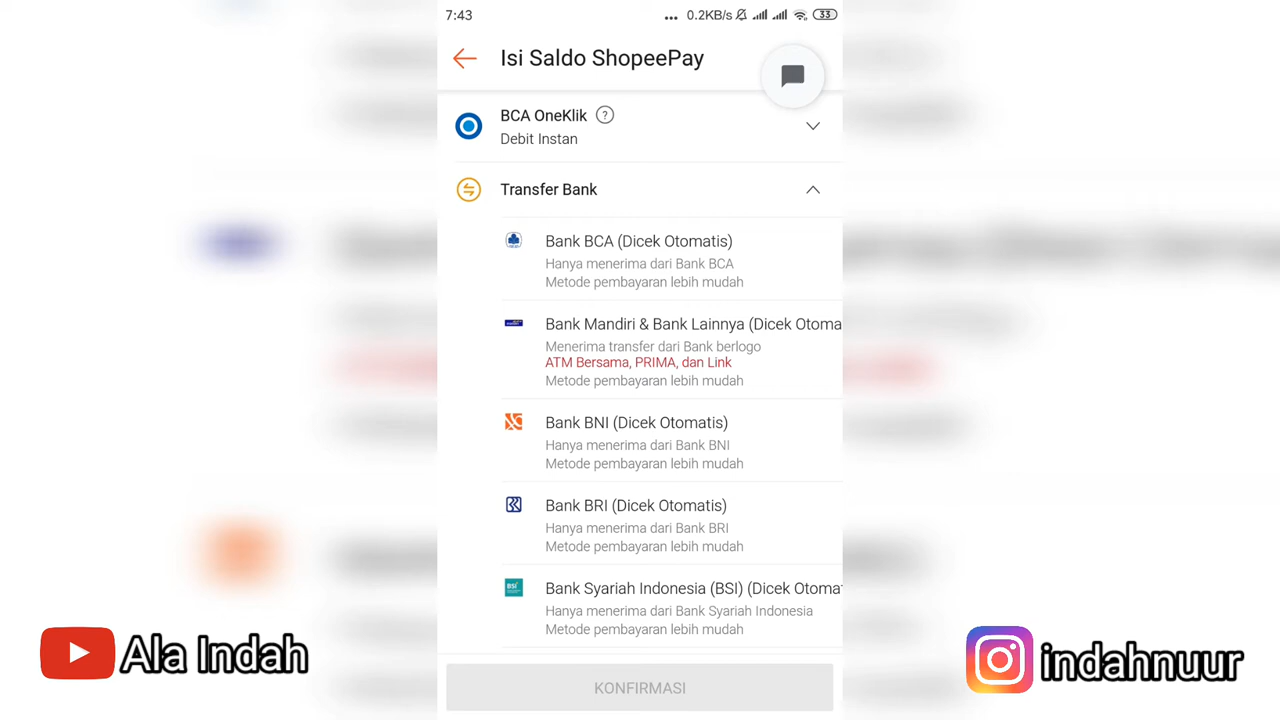 7:43
... 0.2KB/s
33
Isi Saldo ShopeePay
BCA OneKlik ?
Debit Instan
Transfer Bank
Bank BCA (Dicek Otomatis)
Hanya menerima dari Bank BCA
Metode pembayaran lebih mudah
Bank Mandiri & Bank Lainnya (Dicek Otoma
Menerima transfer dari Bank berlogo
ATM Bersama, PRIMA, dan Link
Metode pembayaran lebih mudah
Bank BNI (Dicek Otomatis)
Hanya menerima dari Bank BNI
Metode pembayaran lebih mudah
Bank BRI (Dicek Otomatis)
Hanya menerima dari Bank BRI
Metode pembayaran lebih mudah
BSI
Bank Syariah Indonesia (BSI) (Dicek Otomat
Hanya menerima dari Bank Syariah Indonesia
Metode pembayaran lebih mudah
KONFIRMASI
Ala Indah
indahnuur